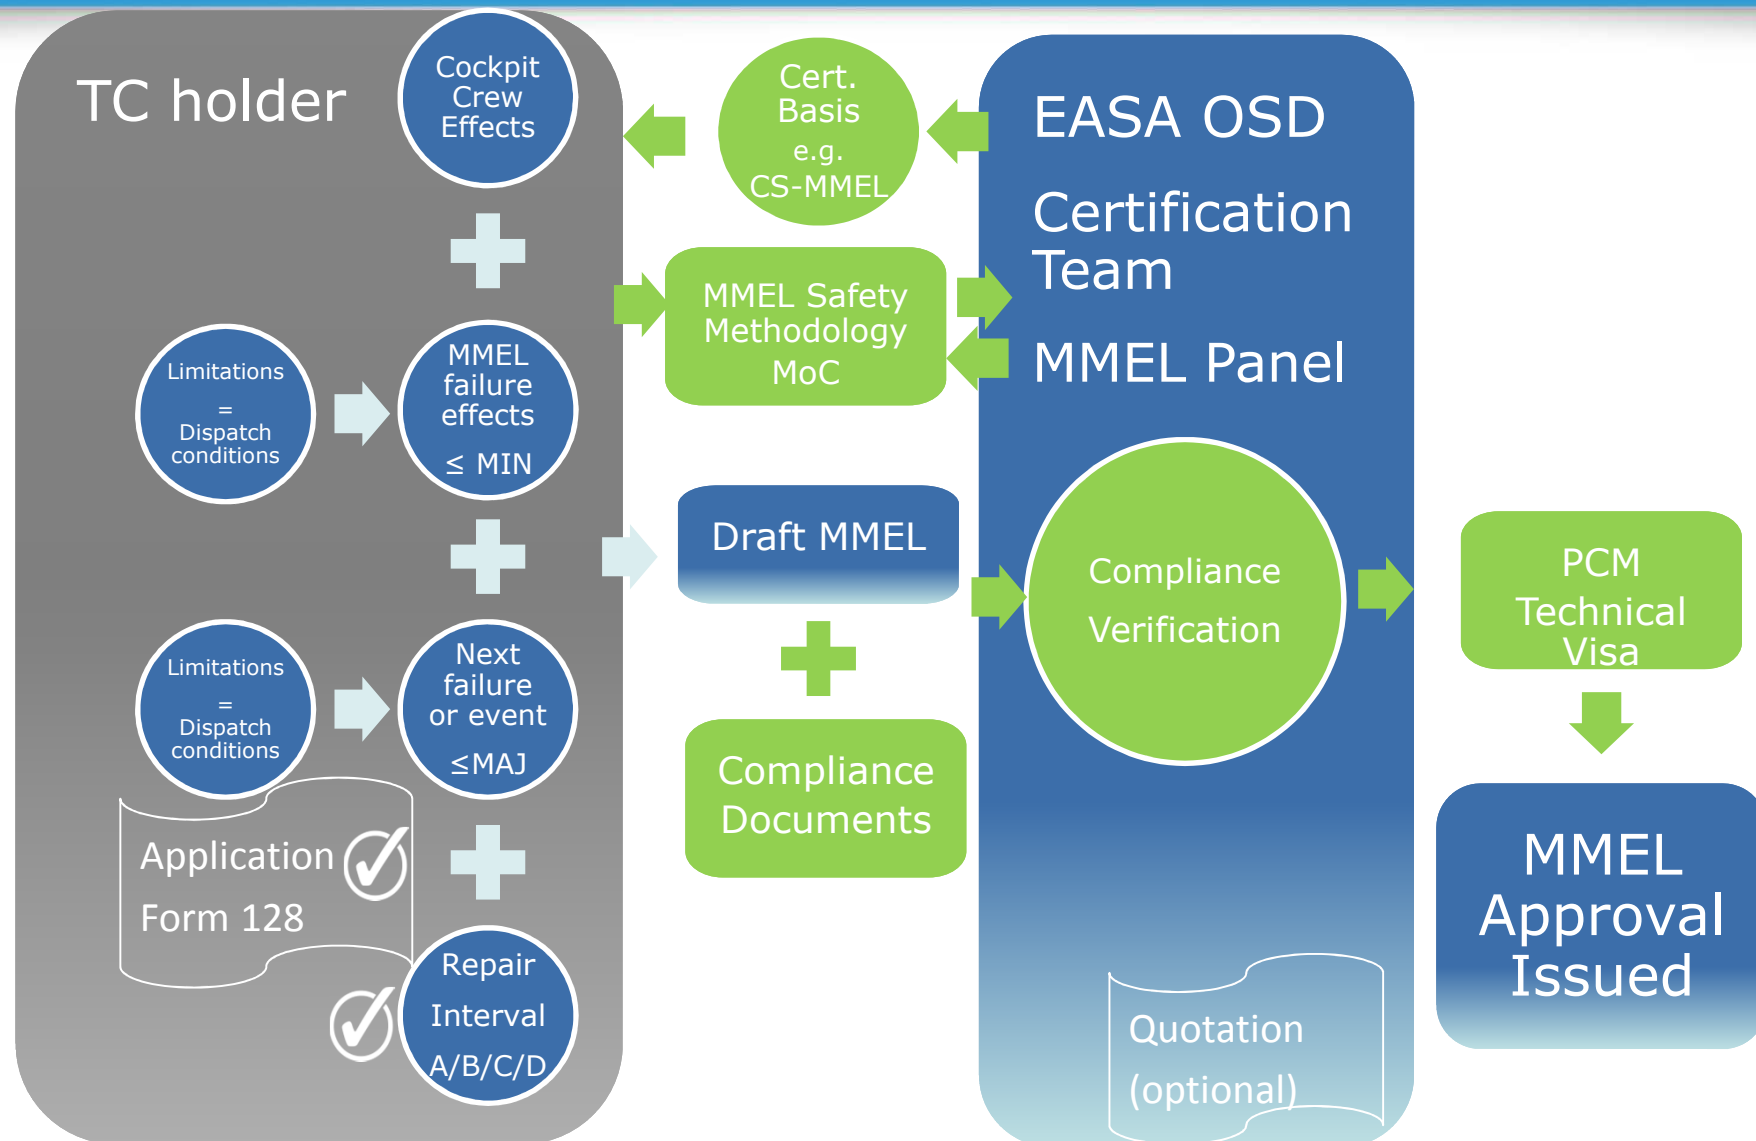 TC holder
Cockpit
Crew
Effects
Limitations
=
Dispatch
conditions
MMEL
failure
effects
≤ MIN
Limitations
=
Dispatch
conditions
Next
failure
or event
≤MAJ
Application
Form 128
Repair
Interval
A/B/C/D
Cert.
Basis
e.g.
CS-MMEL
MMEL Safety
Methodology
MoC
Draft MMEL
Compliance
Documents
EASA OSD
Certification
Team
MMEL Panel
Compliance
Verification
Quotation
(optional)
PCM
Technical
Visa
MMEL
Approval
Issued